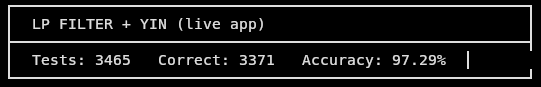 LP FILTER + YIN (live app)
Tests: 3465   Correct: 3371   Accuracy: 97.29%